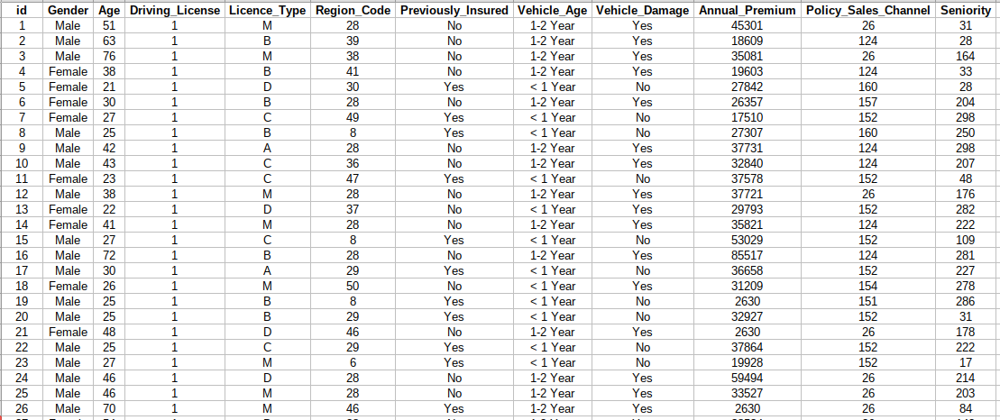 id Gender Age Driving_License Licence_Type Region_Code Previously_Insured Vehicle_Age Vehicle_Damage Annual_Premium Policy_Sales_Channel Seniority
1 Male 51 1 M 28 No 1-2 Year Yes 45301 26 31
2 Male 63 1 B 39 No 1-2 Year Yes 18609 124 28
3 Male 76 1 M 38 No 1-2 Year Yes 35081 26 164
4 Female 38 1 B 41 No 1-2 Year Yes 19603 124 33
5 Female 21 1 D 30 Yes < 1 Year No 27842 160 28
6 Female 30 1 B 28 No 1-2 Year Yes 26357 157 204
7 Female 27 1 C 49 Yes < 1 Year No 17510 152 298
8 Male 25 1 B 8 Yes < 1 Year No 27307 160 250
9 Male 42 1 A 28 No 1-2 Year Yes 37731 124 298
10 Male 43 1 C 36 No 1-2 Year Yes 32840 124 207
11 Female 23 1 C 47 Yes < 1 Year No 37578 152 48
12 Male 38 1 M 28 No 1-2 Year Yes 37721 26 176
13 Female 22 1 D 37 No < 1 Year Yes 29793 152 282
14 Female 41 1 M 28 No 1-2 Year Yes 35821 124 222
15 Male 27 1 C 8 Yes < 1 Year No 53029 152 109
16 Male 72 1 B 28 No 1-2 Year Yes 85517 124 281
17 Male 30 1 A 29 Yes < 1 Year No 36658 152 227
18 Female 26 1 M 50 No < 1 Year Yes 31209 154 278
19 Male 25 1 B 8 Yes < 1 Year No 2630 151 286
20 Male 25 1 B 29 Yes < 1 Year No 32927 152 31
21 Female 48 1 D 46 No 1-2 Year Yes 2630 26 178
22 Male 25 1 C 29 Yes < 1 Year No 37864 152 222
23 Male 27 1 M 6 Yes < 1 Year No 19928 152 17
24 Male 46 1 D 28 No 1-2 Year Yes 59494 26 214
25 Male 46 1 M 28 No 1-2 Year Yes 33527 26 203
26 Male 70 1 M 46 Yes 1-2 Year Yes 2630 26 84